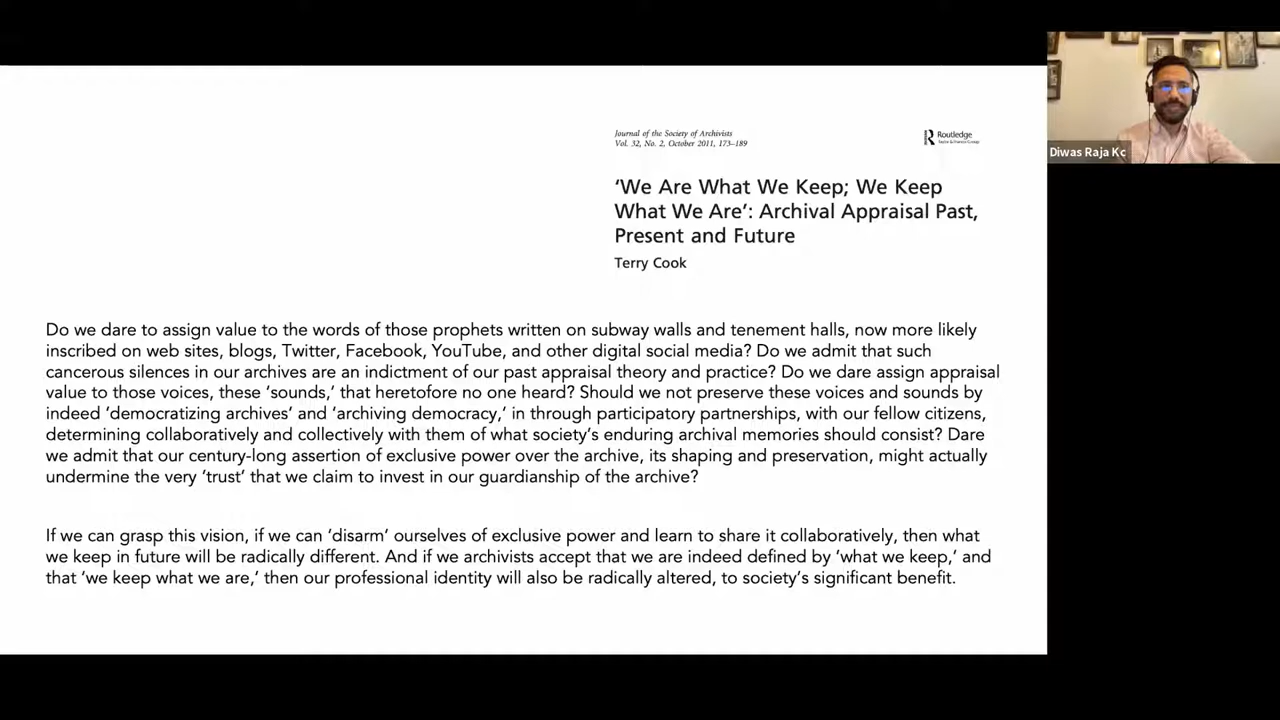 Journal of the Society of Archivists
Vol. 32, No. 2, October 2011, 173–189
Routledge
Taylor & Francis Group
'We Are What We Keep; We Keep
What We Are': Archival Appraisal Past,
Present and Future
Terry Cook
Do we dare to assign value to the words of those prophets written on subway walls and tenement halls, now more likely
inscribed on web sites, blogs, Twitter, Facebook, YouTube, and other digital social media? Do we admit that such
cancerous silences in our archives are an indictment of our past appraisal theory and practice? Do we dare assign appraisal
value to those voices, these 'sounds,' that heretofore no one heard? Should we not preserve these voices and sounds by
indeed 'democratizing archives' and 'archiving democracy,' in through participatory partnerships, with our fellow citizens,
determining collaboratively and collectively with them of what society's enduring archival memories should consist? Dare
we admit that our century-long assertion of exclusive power over the archive, its shaping and preservation, might actually
undermine the very 'trust' that we claim to invest in our guardianship of the archive?
If we can grasp this vision, if we can 'disarm' ourselves of exclusive power and learn to share it collaboratively, then what
we keep in future will be radically different. And if we archivists accept that we are indeed defined by 'what we keep,' and
that 'we keep what we are,' then our professional identity will also be radically altered, to society's significant benefit.
Diwas Raja Kc